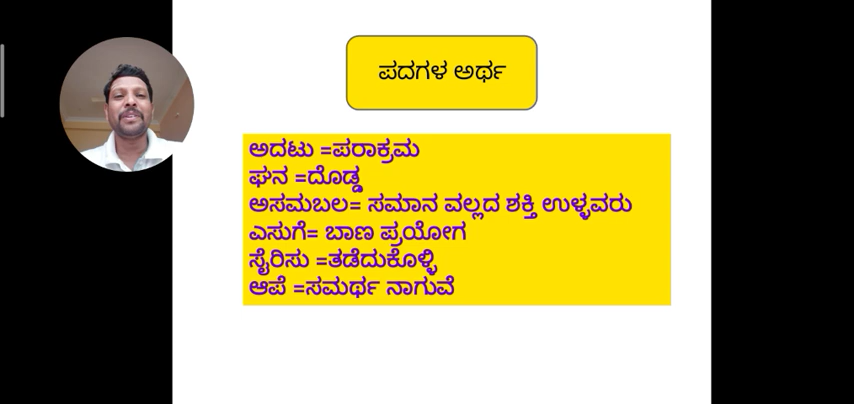 ಪದಗಳ ಅರ್ಥ
ಅದಟು =ಪರಾಕ್ರಮ
ಘನ =ದೊಡ್ಡ
ಅಸಮಬಲ= ಸಮಾನ ವಲ್ಲದ ಶಕ್ತಿ ಉಳ್ಳವರು
ಎಸುಗೆ= ಬಾಣ ಪ್ರಯೋಗ
ಸೈರಿಸು =ತಡೆದುಕೊಳ್ಳಿ
ಆಪೆ =ಸಮರ್ಥ ನಾಗುವೆ